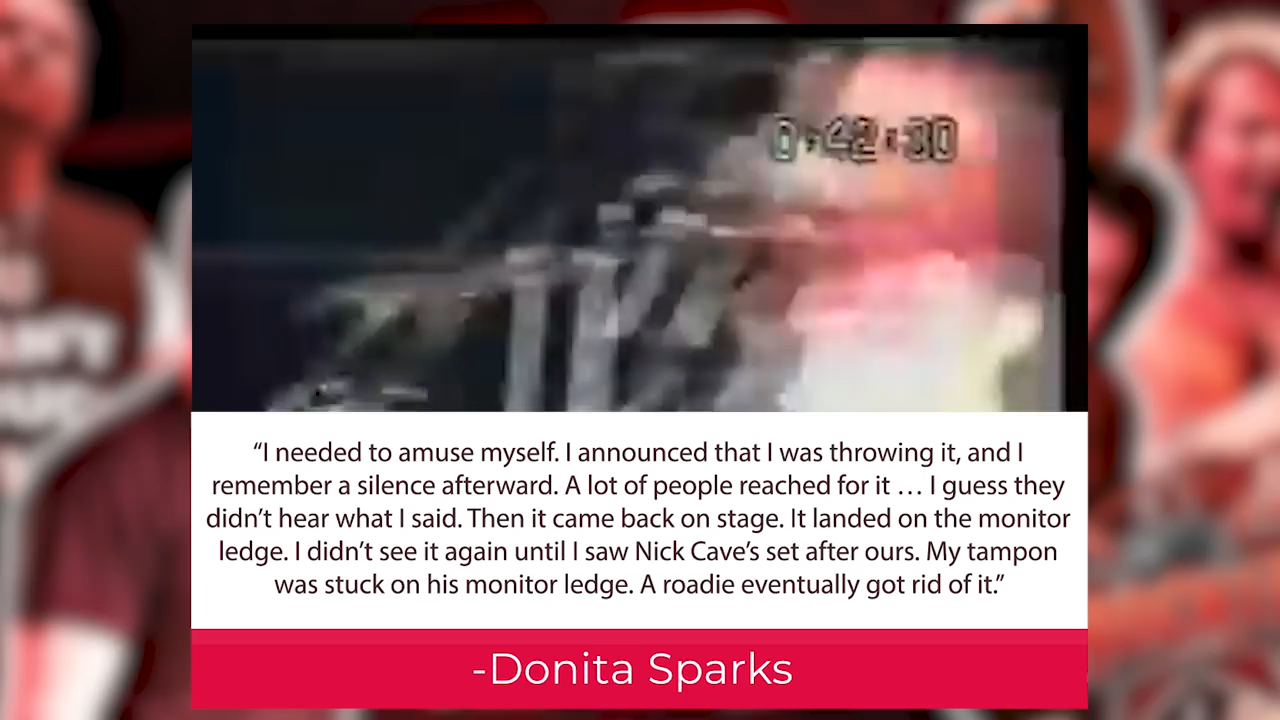 0:42:30
“I needed to amuse myself. I announced that I was throwing it, and I
remember a silence afterward. A lot of people reached for it … I guess they
didn’t hear what I said. Then it came back on stage. It landed on the monitor
ledge. I didn’t see it again until I saw Nick Cave’s set after ours. My tampon
was stuck on his monitor ledge. A roadie eventually got rid of it.”
-Donita Sparks